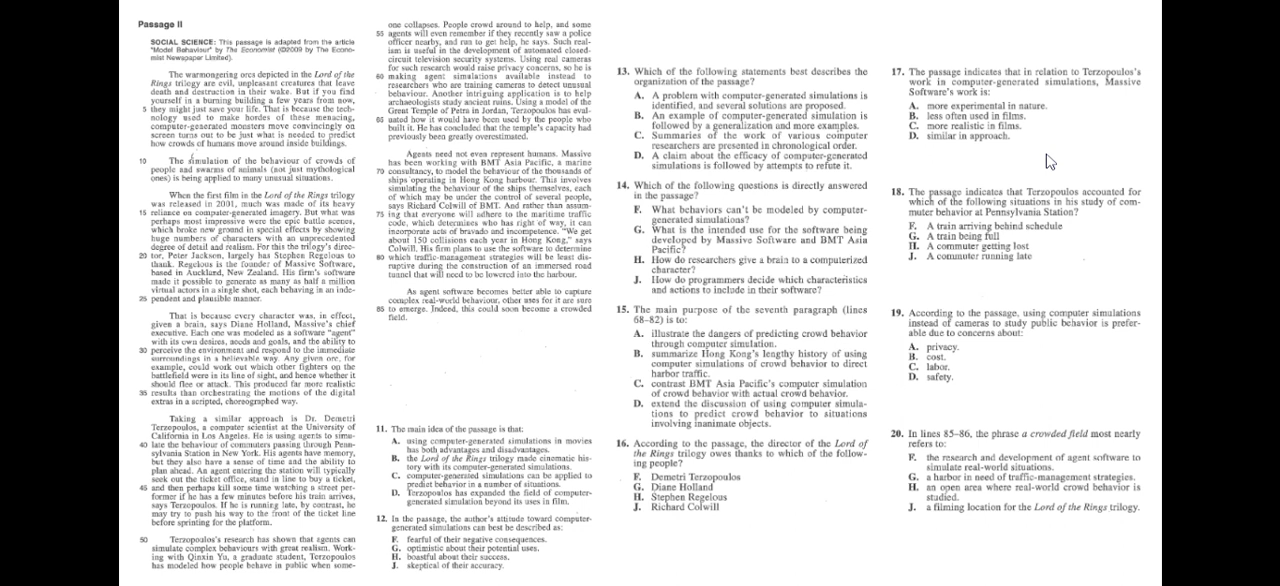 Passage II
SOCIAL SCIENCE: This passage is adapted from the article
"Model Behaviour" by The Economist (©2009 by The Econo-
mist Newspaper Limited).
The warmongering orcs depicted in the Lord of the
Rings trilogy are evil, unpleasant creatures that leave
death and destruction in their wake. But if you find
yourself in a burning building a few years from now,
5 they might just save your life. That is because the tech-
nology used to make hordes of these menacing,
computer-generated monsters move convincingly on
screen turns out to be just what is needed to predict
how crowds of humans move around inside buildings.
10 The simulation of the behaviour of crowds of
people and swarms of animals (not just mythological
ones) is being applied to many unusual situations.
When the first film in the Lord of the Rings trilogy
was released in 2001, much was made of its heavy
15 reliance on computer-generated imagery. But what was
perhaps most impressive were the epic battle scenes,
which broke new ground in special effects by showing
huge numbers of characters with an unprecedented
degree of detail and realism. For this the trilogy's direc-
20 tor, Peter Jackson, largely has Stephen Regelous to
thank. Regelous is the founder of Massive Software,
based in Auckland, New Zealand. His firm's software
made it possible to generate as many as half a million
virtual actors in a single shot, each behaving in an inde-
25 pendent and plausible manner.
That is because every character was, in effect,
given a brain, says Diane Holland, Massive's chief
executive. Each one was modeled as a software "agent"
with its own desires, needs and goals, and the ability to
30 perceive the environment and respond to the immediate
surroundings in a believable way. Any given orc, for
example, could work out which other fighters on the
battlefield were in its line of sight, and hence whether it
should flee or attack. This produced far more realistic
35 results than orchestrating the motions of the digital
extras in a scripted, choreographed way.
Taking a similar approach is Dr. Demetri
Terzopoulos, a computer scientist at the University of
California in Los Angeles. He is using agents to simu-
40 late the behaviour of commuters passing through Penn-
sylvania Station in New York. His agents have memory,
but they also have a sense of time and the ability to
plan ahead. An agent entering the station will typically
seek out the ticket office, stand in line to buy a ticket,
45 and then perhaps kill some time watching a street per-
former if he has a few minutes before his train arrives,
says Terzopoulos. If he is running late, by contrast, he
may try to push his way to the front of the ticket line
before sprinting for the platform.
50 Terzopoulos's research has shown that agents can
simulate complex behaviours with great realism. Work-
ing with Qinxin Yu, a graduate student, Terzopoulos
has modeled how people behave in public when some-
one collapses. People crowd around to help, and some
55 agents will even remember if they recently saw a police
officer nearby, and run to get help, he says. Such real-
ism is useful in the development of automated closed-
circuit television security systems. Using real cameras
for such research would raise privacy concerns, so he is
60 making agent simulations available instead to
researchers who are training cameras to detect unusual
behaviour. Another intriguing application is to help
archaeologists study ancient ruins. Using a model of the
Great Temple of Petra in Jordan, Terzopoulos has eval-
65 uated how it would have been used by the people who
built it. He has concluded that the temple's capacity had
previously been greatly overestimated.
Agents need not even represent humans. Massive
has been working with BMT Asia Pacific, a marine
70 consultancy, to model the behaviour of the thousands of
ships operating in Hong Kong harbour. This involves
simulating the behaviour of the ships themselves, each
of which may be under the control of several people,
says Richard Colwill of BMT. And rather than assum-
75 ing that everyone will adhere to the maritime traffic
code, which determines who has right of way, it can
incorporate acts of bravado and incompetence. "We get
about 150 collisions each year in Hong Kong," says
Colwill. His firm plans to use the software to determine
80 which traffic-management strategies will be least dis-
ruptive during the construction of an immersed road
tunnel that will need to be lowered into the harbour.
As agent software becomes better able to capture
complex real-world behaviour, other uses for it are sure
85 to emerge. Indeed, this could soon become a crowded
field.
11. The main idea of the passage is that:
A. using computer-generated simulations in movies
has both advantages and disadvantages.
B. the Lord of the Rings trilogy made cinematic his-
tory with its computer-generated simulations.
C. computer-generated simulations can be applied to
predict behavior in a number of situations.
D. Terzopoulos has expanded the field of computer-
generated simulation beyond its uses in film.
12. In the passage, the author's attitude toward computer-
generated simulations can best be described as:
F. fearful of their negative consequences.
G. optimistic about their potential uses.
H. boastful about their success.
J. skeptical of their accuracy.
13. Which of the following statements best describes the
organization of the passage?
A. A problem with computer-generated simulations is
identified, and several solutions are proposed.
B. An example of computer-generated simulation is
followed by a generalization and more examples.
C. Summaries of the work of various computer
researchers are presented in chronological order.
D. A claim about the efficacy of computer-generated
simulations is followed by attempts to refute it.
14. Which of the following questions is directly answered
in the passage?
F. What behaviors can't be modeled by computer-
generated simulations?
G. What is the intended use for the software being
developed by Massive Software and BMT Asia
Pacific?
H. How do researchers give a brain to a computerized
character?
J. How do programmers decide which characteristics
and actions to include in their software?
15. The main purpose of the seventh paragraph (lines
68-82) is to:
A. illustrate the dangers of predicting crowd behavior
through computer simulation.
B. summarize Hong Kong's lengthy history of using
computer simulations of crowd behavior to direct
harbor traffic.
C. contrast BMT Asia Pacific's computer simulation
of crowd behavior with actual crowd behavior.
D. extend the discussion of using computer simula-
tions to predict crowd behavior to situations
involving inanimate objects.
16. According to the passage, the director of the Lord of
the Rings trilogy owes thanks to which of the follow-
ing people?
F. Demetri Terzopoulos
G. Diane Holland
H. Stephen Regelous
J. Richard Colwill
17. The passage indicates that in relation to Terzopoulos's
work in computer-generated simulations, Massive
Software's work is:
A. more experimental in nature.
B. less often used in films.
C. more realistic in films.
D. similar in approach.
18. The passage indicates that Terzopoulos accounted for
which of the following situations in his study of com-
muter behavior at Pennsylvania Station?
F. A train arriving behind schedule
G. A train being full
H. A commuter getting lost
J. A commuter running late
19. According to the passage, using computer simulations
instead of cameras to study public behavior is prefer-
able due to concerns about:
A. privacy.
B. cost.
C. labor.
D. safety.
20. In lines 85-86, the phrase a crowded field most nearly
refers to:
F. the research and development of agent software to
simulate real-world situations.
G. a harbor in need of traffic-management strategies.
H. an open area where real-world crowd behavior is
studied.
J. a filming location for the Lord of the Rings trilogy.